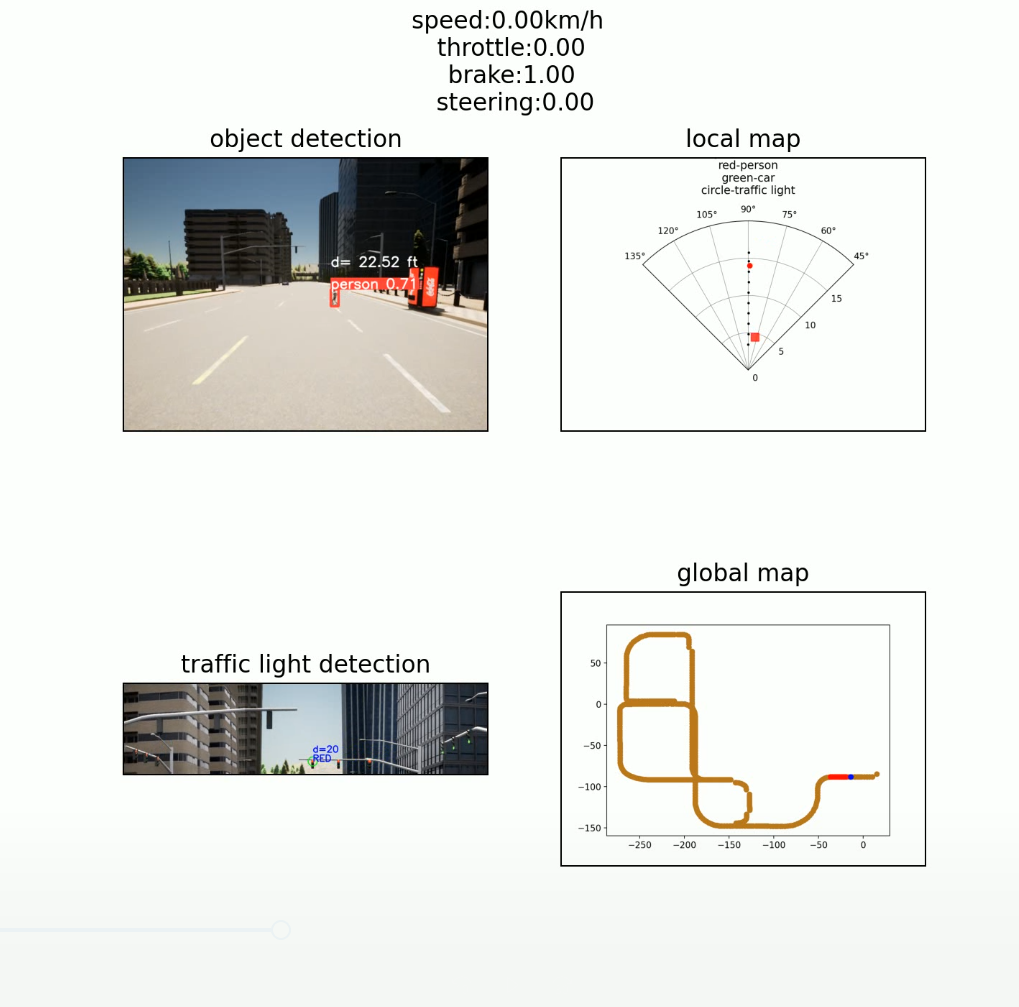 speed:0.00km/h
throttle:0.00
brake:1.00
steering:0.00
object detection
d= 22.52 ft
person 0.71
local map
red-person
green-car
circle-traffic light
90°
105°
75°
120°
60°
135°
45°
15
10
5
0
traffic light detection
d=20
RED
global map
50
0
−50
−100
−150
−250
−200
−150
−100
−50
0